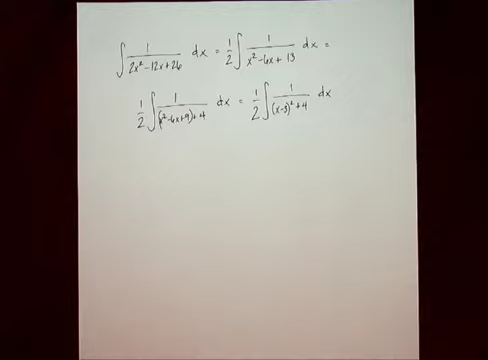 ∫ 1/(2x² - 12x + 26) dx = 1/2 ∫ 1/(x² - 6x + 13) dx =
1/2 ∫ 1/((x² - 6x + 9) + 4) dx = 1/2 ∫ 1/((x - 3)² + 4) dx